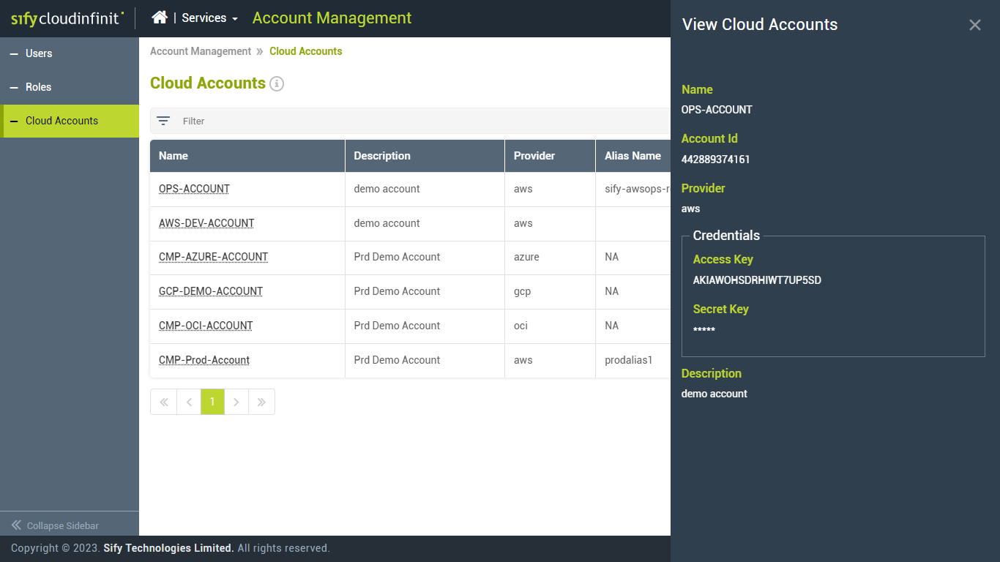 sify cloudinfinit
| Services
Account Management
Users
Roles
Cloud Accounts
Collapse Sidebar
Account Management » Cloud Accounts
Cloud Accounts
Filter
Name Description Provider Alias Name
OPS-ACCOUNT demo account aws sify-awsops-r
AWS-DEV-ACCOUNT demo account aws
CMP-AZURE-ACCOUNT Prd Demo Account azure NA
GCP-DEMO-ACCOUNT Prd Demo Account gcp NA
CMP-OCI-ACCOUNT Prd Demo Account oci NA
CMP-Prod-Account Prd Demo Account aws prodalias1
« < 1 > »
View Cloud Accounts ×
Name
OPS-ACCOUNT
Account Id
442889374161
Provider
aws
Credentials
Access Key
AKIAWOHSDRHIWT7UP5SD
Secret Key
*****
Description
demo account
Copyright © 2023. Sify Technologies Limited. All rights reserved.